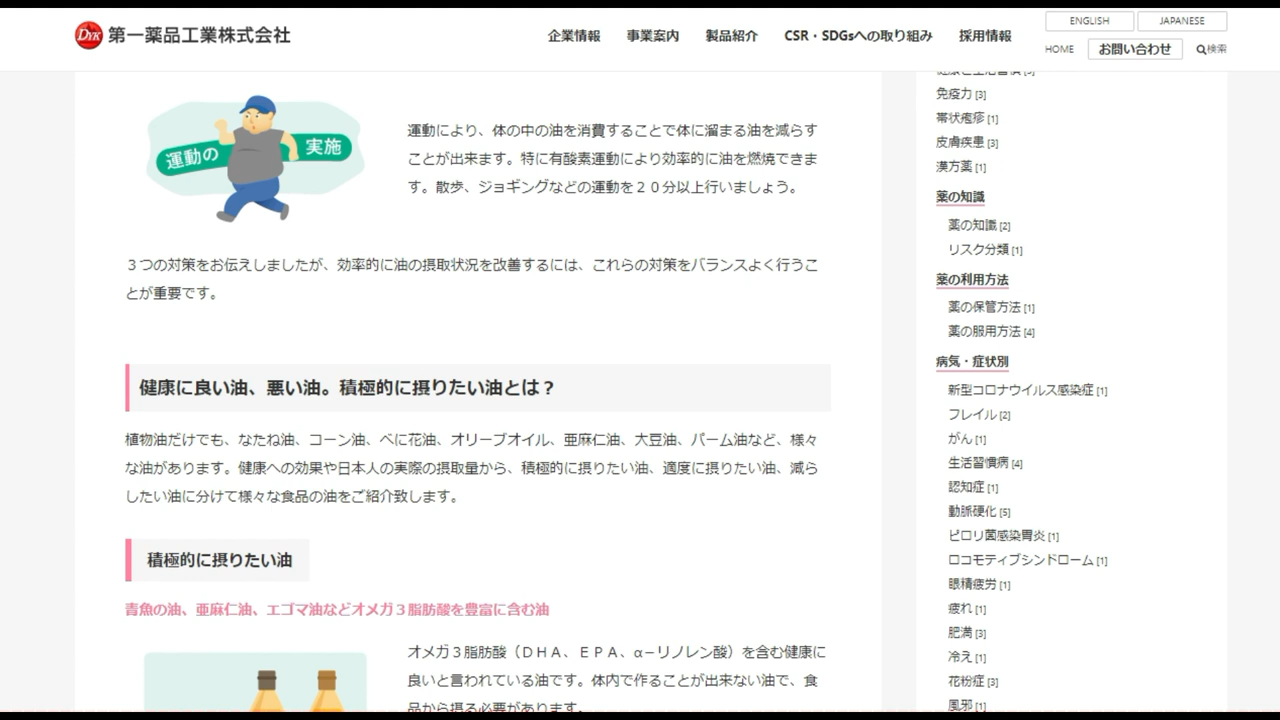 DYK 第一薬品工業株式会社
企業情報 事業案内 製品紹介 CSR・SDGsへの取り組み 採用情報
ENGLISH JAPANESE
HOME お問い合わせ 検索
運動の 実施
運動により、体の中の油を消費することで体に溜まる油を減らす
ことが出来ます。特に有酸素運動により効率的に油を燃焼できま
す。散歩、ジョギングなどの運動を２０分以上行いましょう。
３つの対策をお伝えしましたが、効率的に油の摂取状況を改善するには、これらの対策をバランスよく行うこ
とが重要です。
健康に良い油、悪い油。積極的に摂りたい油とは？
植物油だけでも、なたね油、コーン油、べに花油、オリーブオイル、亜麻仁油、大豆油、パーム油など、様々
な油があります。健康への効果や日本人の実際の摂取量から、積極的に摂りたい油、適度に摂りたい油、減ら
したい油に分けて様々な食品の油をご紹介致します。
積極的に摂りたい油
青魚の油、亜麻仁油、エゴマ油などオメガ３脂肪酸を豊富に含む油
オメガ３脂肪酸（ＤＨＡ、ＥＰＡ、α－リノレン酸）を含む健康に
良いと言われている油です。体内で作ることが出来ない油で、食
品から摂る必要があります。
免疫力 [3]
帯状疱疹 [1]
皮膚疾患 [3]
漢方薬 [1]
薬の知識
薬の知識 [2]
リスク分類 [1]
薬の利用方法
薬の保管方法 [1]
薬の服用方法 [4]
病気・症状別
新型コロナウイルス感染症 [1]
フレイル [2]
がん [1]
生活習慣病 [4]
認知症 [1]
動脈硬化 [5]
ピロリ菌感染胃炎 [1]
ロコモティブシンドローム [1]
眼精疲労 [1]
疲れ [1]
肥満 [3]
冷え [1]
花粉症 [3]
風邪 [1]